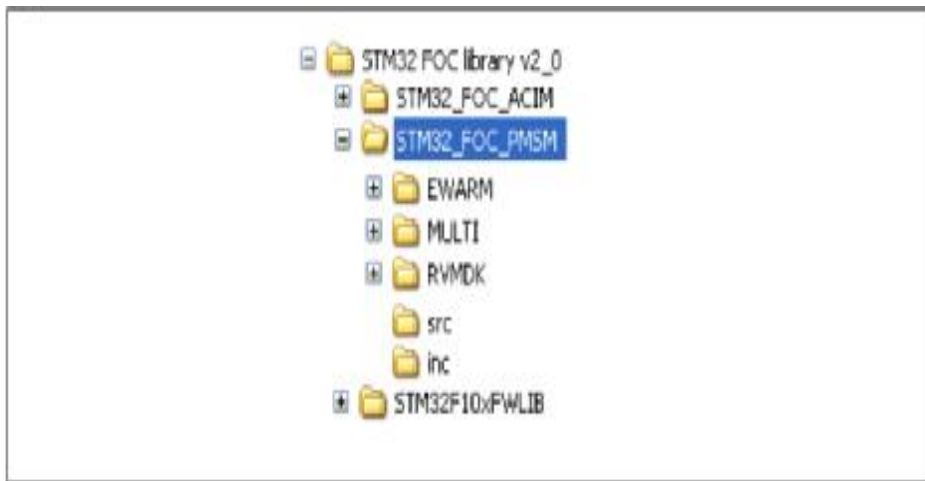 STM32 FOC library v2_0
STM32_FOC_ACIM
STM32_FOC_PMSM
EWARM
MULTI
RVMDK
src
inc
STM32F10xFWLIB